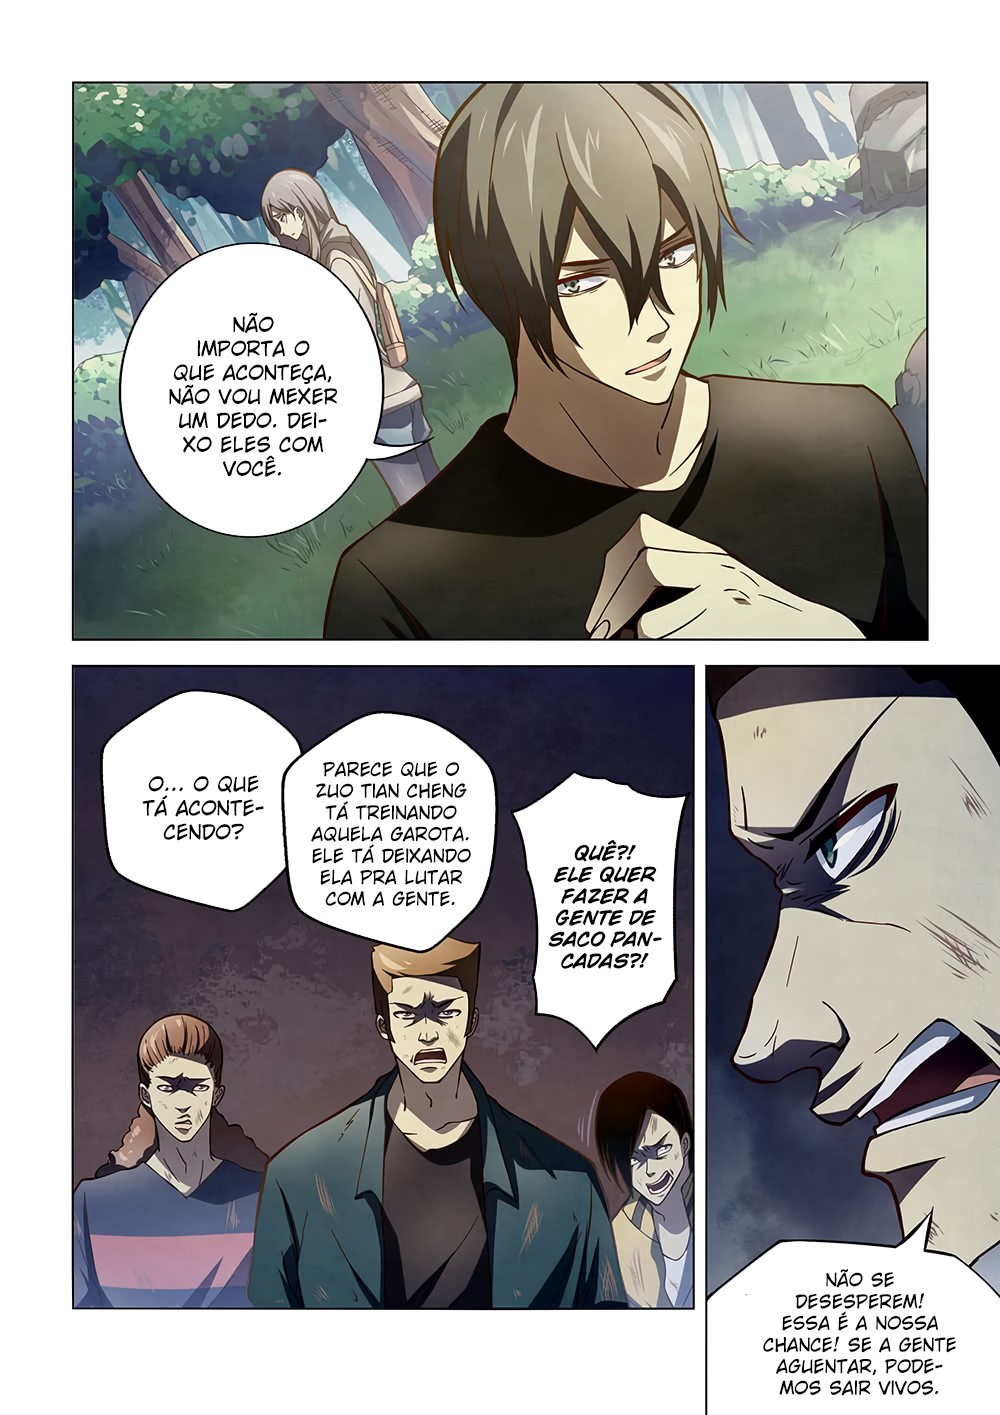 NÃO
IMPORTA O
QUE ACONTEÇA,
NÃO VOU MEXER
UM DEDO. DEI-
XO ELES COM
VOCÊ.
O... O QUE
TÁ ACONTE-
CENDO?
PARECE QUE O
ZUO TIAN CHENG
TÁ TREINANDO
AQUELA GAROTA.
ELE TÁ DEIXANDO
ELA PRA LUTAR
COM A GENTE.
QUÊ?!
ELE QUER
FAZER A
GENTE DE
SACO PAN-
CADAS?!
NÃO SE
DESESPEREM!
ESSA É A NOSSA
CHANCE! SE A GENTE
AGUENTAR, PODE-
MOS SAIR VIVOS.